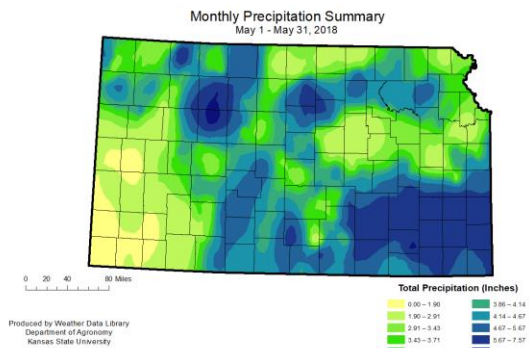 Monthly Precipitation Summary
May 1 - May 31, 2018
0 20 40 80 Miles
Total Precipitation (Inches)
0.00 – 1.90
1.90 – 2.91
2.91 – 3.43
3.43 – 3.71
3.86 – 4.14
4.14 – 4.67
4.67 – 5.67
5.67 – 7.57
Produced by Weather Data Library
Department of Agronomy
Kansas State University